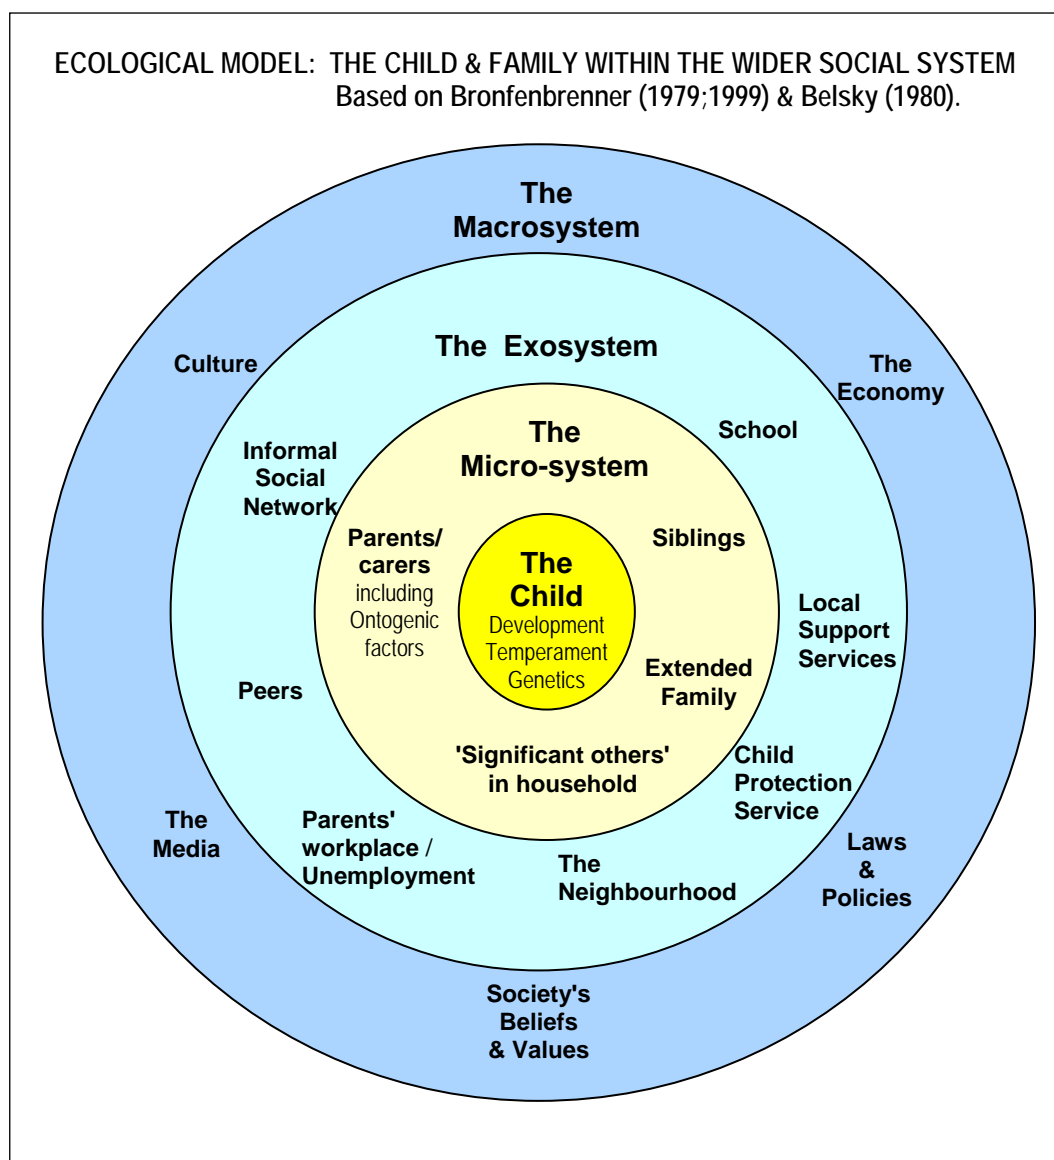 ECOLOGICAL MODEL: THE CHILD & FAMILY WITHIN THE WIDER SOCIAL SYSTEM
Based on Bronfenbrenner (1979;1999) & Belsky (1980).
The
Macrosystem
The Exosystem
Culture
The
Economy
School
The
Micro-system
Informal
Social
Network
Parents/
carers
including
Ontogenic
factors
Siblings
The
Child
Development
Temperament
Genetics
Local
Support
Services
Extended
Family
Peers
'Significant others'
in household
Child
Protection
Service
The
Media
Parents'
workplace /
Unemployment
The
Neighbourhood
Laws
&
Policies
Society's
Beliefs
& Values